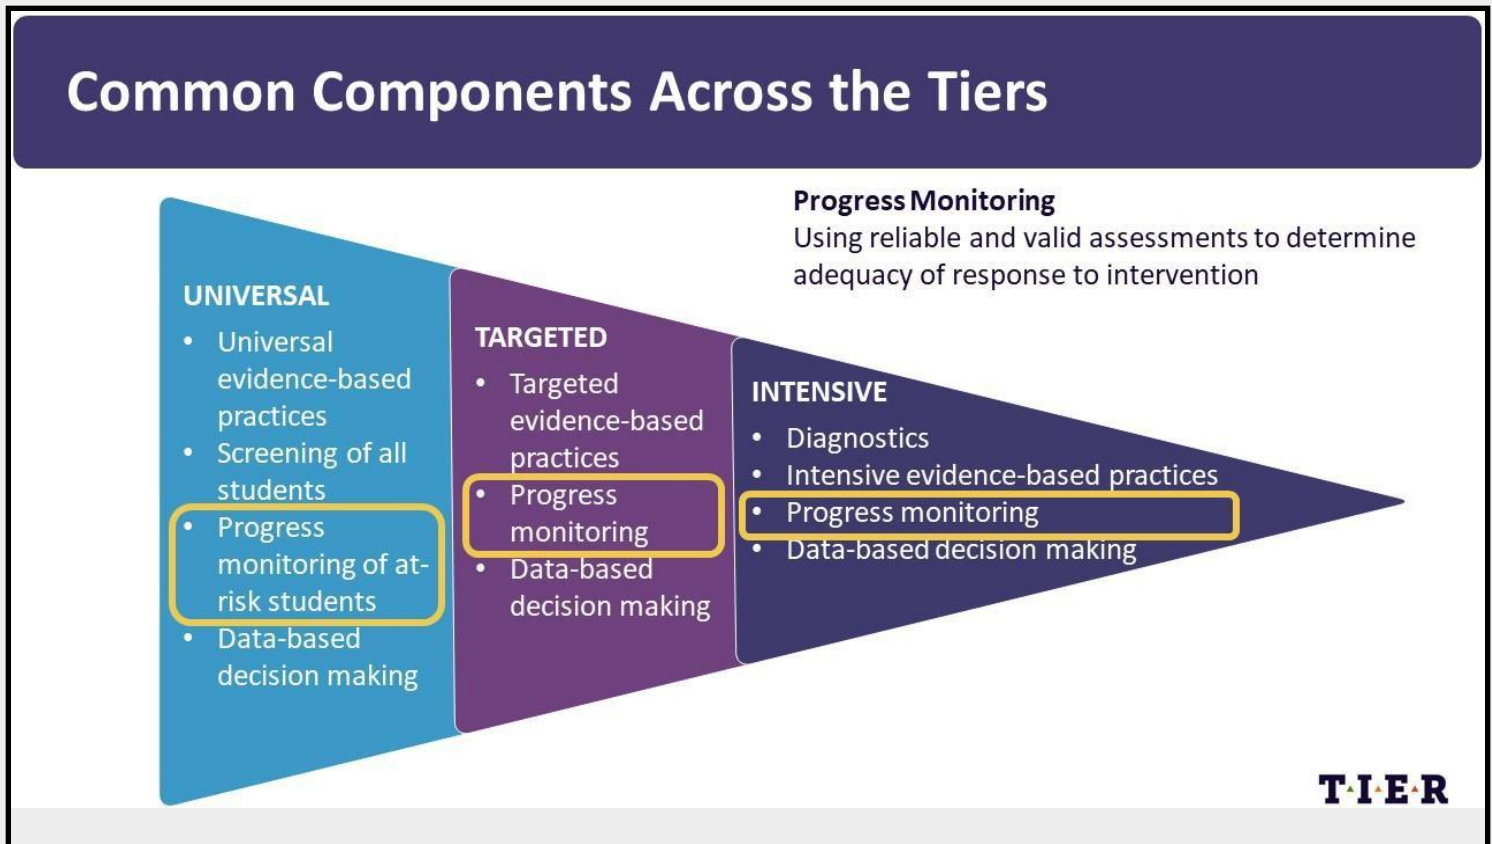 Common Components Across the Tiers
Progress Monitoring
Using reliable and valid assessments to determine
adequacy of response to intervention
UNIVERSAL
• Universal
evidence-based
practices
• Screening of all
students
• Progress
monitoring of at-
risk students
• Data-based
decision making
TARGETED
• Targeted
evidence-based
practices
• Progress
monitoring
• Data-based
decision making
INTENSIVE
• Diagnostics
• Intensive evidence-based practices
• Progress monitoring
• Data-based decision making
T·I·E·R